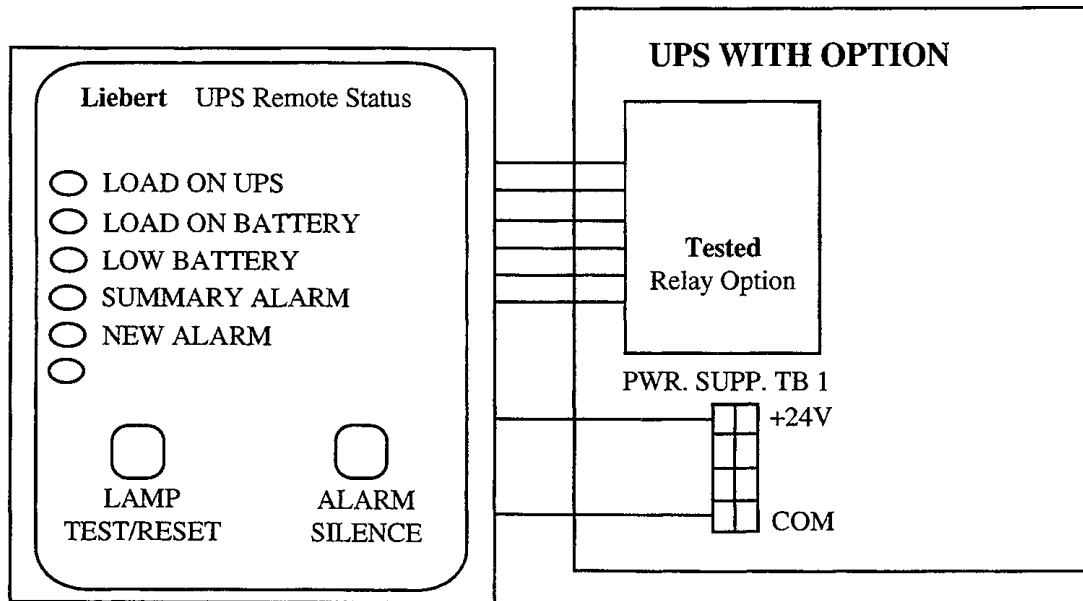 Liebert UPS Remote Status
LOAD ON UPS
LOAD ON BATTERY
LOW BATTERY
SUMMARY ALARM
NEW ALARM
LAMP
TEST/RESET
ALARM
SILENCE
UPS WITH OPTION
Tested
Relay Option
PWR. SUPP. TB 1
+24V
COM